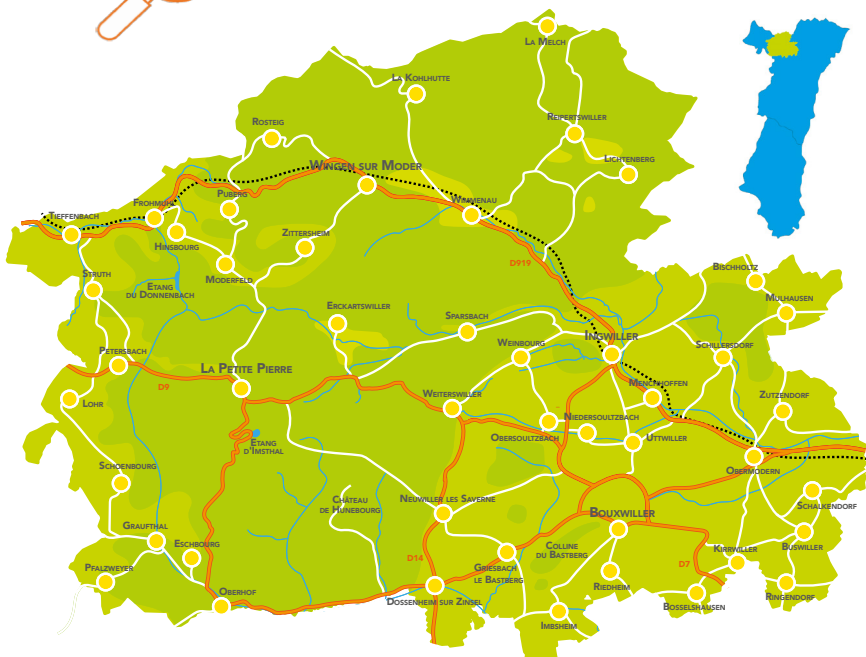 La Melch
La Kohlhutte
Rosteig
Reipertswiller
Lichtenberg
Wingen sur Moder
Puberg
Frohmuhl
Wimmenau
Tieffenbach
Hinsbourg
Zittersheim
D919
Moderfeld
Struth
Etang
du Donnenbach
Bischholtz
Mulhausen
Erckartswiller
Sparsbach
Ingwiller
Weinbourg
Schillersdorf
Petersbach
La Petite Pierre
D9
Lohr
Weiterswiller
Menchhoffen
Zutzendorf
Niedersoultzbach
Obersoultzbach
Uttwiller
Etang
d'Imsthal
Obermodern
Schoenbourg
Château
de Hunebourg
Neuwiller les Saverne
Schalkendorf
Bouxwiller
Graufthal
Eschbourg
Colline
du Bastberg
Kirrwiller
Buswiller
D14
D7
Pfalzweyer
Griesbach
le Bastberg
Riedheim
Oberhof
Dossenheim sur Zinsel
Bosselshausen
Ringendorf
Imbsheim